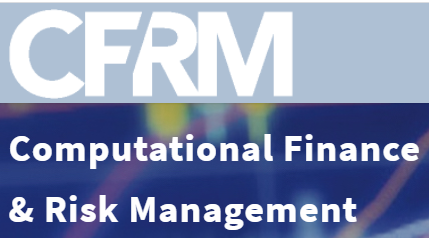 CFRM
Computational Finance
& Risk Management